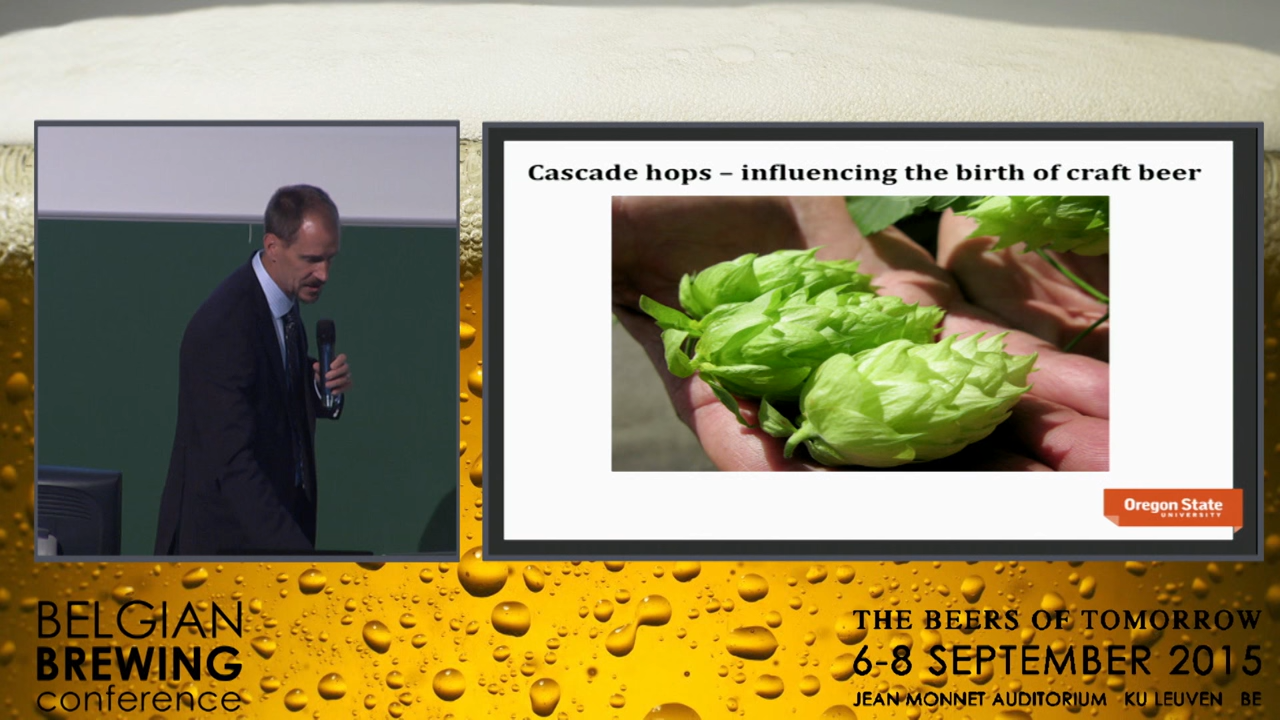 Cascade hops – influencing the birth of craft beer
Oregon State
UNIVERSITY
BELGIAN
BREWING
conference
THE BEERS OF TOMORROW
6-8 SEPTEMBER 2015
JEAN MONNET AUDITORIUM KU LEUVEN BE